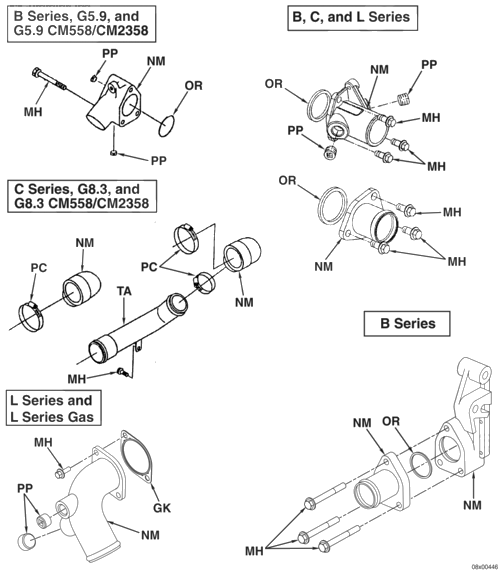 B Series, G5.9, and
G5.9 CM558/CM2358
PP
NM
OR
MH
PP
B, C, and L Series
PP
NM
OR
MH
PP
MH
OR
MH
NM
MH
C Series, G8.3, and
G8.3 CM558/CM2358
NM
PC
PC
TA
NM
MH
B Series
L Series and
L Series Gas
MH
PP
GK
NM
NM
OR
NM
MH
08x00446